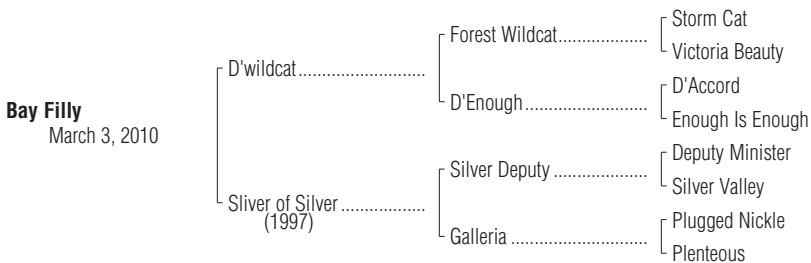 Storm Cat
Forest Wildcat..................
Victoria Beauty
D'wildcat..........................
D'Accord
D'Enough.........................
Enough Is Enough
Bay Filly
March 3, 2010
Deputy Minister
Silver Deputy ...................
Silver Valley
Sliver of Silver .................
(1997)
Plugged Nickle
Galleria ............................
Plenteous